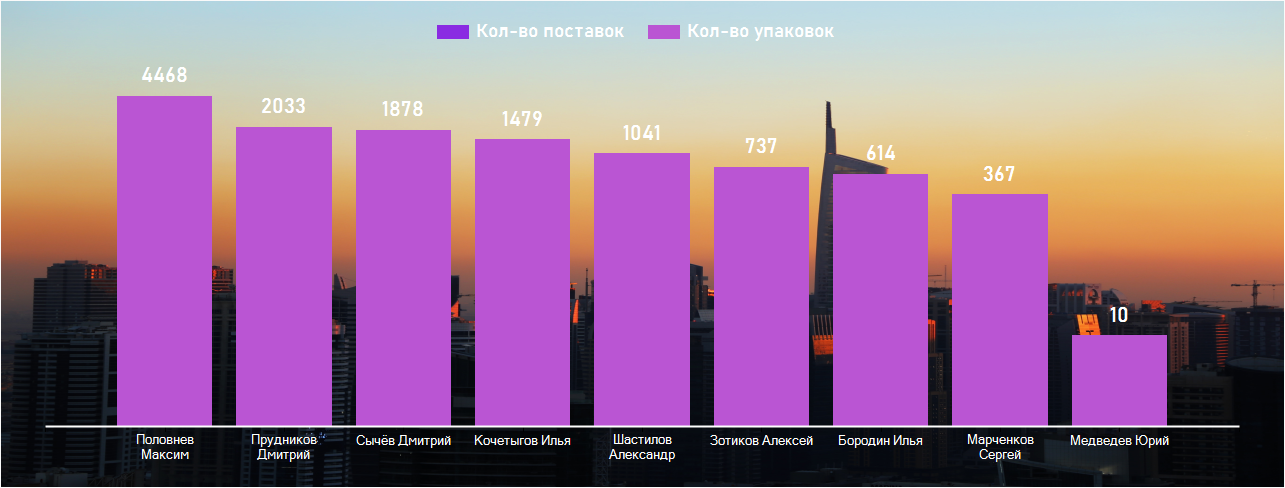 Кол-во поставок Кол-во упаковок
4468
2033
1878
1479
1041
737
614
367
10
Половнев
Максим
Прудников
Дмитрий
Сычёв Дмитрий
Кочетыгов Илья
Шастилов
Александр
Зотиков Алексей
Бородин Илья
Марченков
Сергей
Медведев Юрий